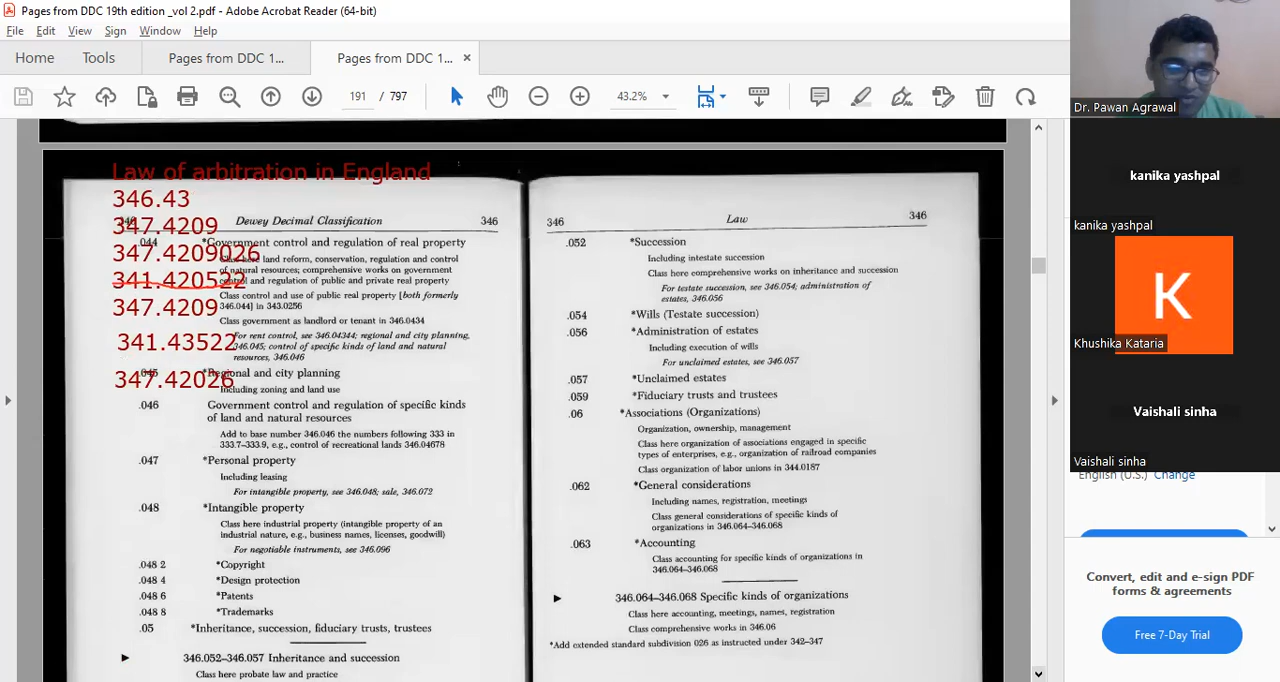 Pages from DDC 19th edition _vol 2.pdf - Adobe Acrobat Reader (64-bit)
File Edit View Sign Window Help
Home Tools Pages from DDC 1... Pages from DDC 1... ×
191 / 797 43.2%
Law of arbitration in England
346.43
347.4209
347.4209026
341.420522
347.4209
341.43522
347.42026
346 Dewey Decimal Classification 346
.044 *Government control and regulation of real property
Class here land reform, conservation, regulation and control
of natural resources; comprehensive works on government
control and regulation of public and private real property
Class control and use of public real property [both formerly
346.044] in 343.0256
Class government as landlord or tenant in 346.0434
For rent control, see 346.04344; regional and city planning,
346.045; control of specific kinds of land and natural
resources, 346.046
.045 *Regional and city planning
Including zoning and land use
.046 Government control and regulation of specific kinds
of land and natural resources
Add to base number 346.046 the numbers following 333 in
333.7–333.9, e.g., control of recreational lands 346.04678
.047 *Personal property
Including leasing
For intangible property, see 346.048; sale, 346.072
.048 *Intangible property
Class here industrial property (intangible property of an
industrial nature, e.g., business names, licenses, goodwill)
For negotiable instruments, see 346.096
.048 2 *Copyright
.048 4 *Design protection
.048 6 *Patents
.048 8 *Trademarks
.05 *Inheritance, succession, fiduciary trusts, trustees
346.052–346.057 Inheritance and succession
Class here probate law and practice
346 Law 346
.052 *Succession
Including intestate succession
Class here comprehensive works on inheritance and succession
For testate succession, see 346.054; administration of
estates, 346.056
.054 *Wills (Testate succession)
.056 *Administration of estates
Including execution of wills
For unclaimed estates, see 346.057
.057 *Unclaimed estates
.059 *Fiduciary trusts and trustees
.06 *Associations (Organizations)
Organization, ownership, management
Class here organization of associations engaged in specific
types of enterprises, e.g., organization of railroad companies
Class organization of labor unions in 344.0187
.062 *General considerations
Including names, registration, meetings
Class general considerations of specific kinds of
organizations in 346.064–346.068
.063 *Accounting
Class accounting for specific kinds of organizations in
346.064–346.068
346.064–346.068 Specific kinds of organizations
Class here accounting, meetings, names, registration
Class comprehensive works in 346.06
*Add extended standard subdivision 026 as instructed under 342–347
Dr. Pawan Agrawal
kanika yashpal
kanika yashpal
K
Khushika Kataria
Vaishali sinha
Vaishali sinha
English (U.S.) Change
Convert, edit and e-sign PDF
forms & agreements
Free 7-Day Trial